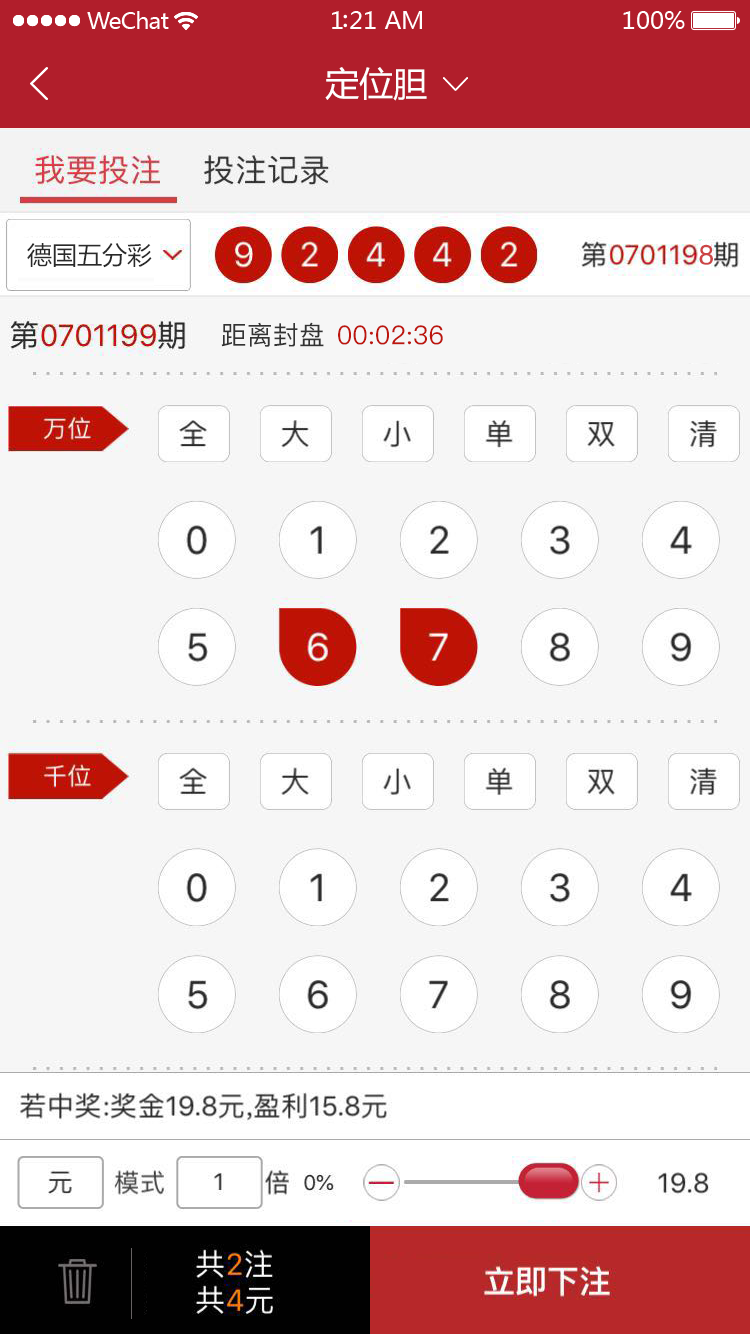 WeChat 1:21 AM 100%
定位胆
我要投注 投注记录
德国五分彩 9 2 4 4 2 第0701198期
第0701199期 距离封盘 00:02:36
万位 全 大 小 单 双 清
0 1 2 3 4
5 6 7 8 9
千位 全 大 小 单 双 清
0 1 2 3 4
5 6 7 8 9
若中奖:奖金19.8元,盈利15.8元
元 模式 1 倍 0% 19.8
共2注
共4元
立即下注